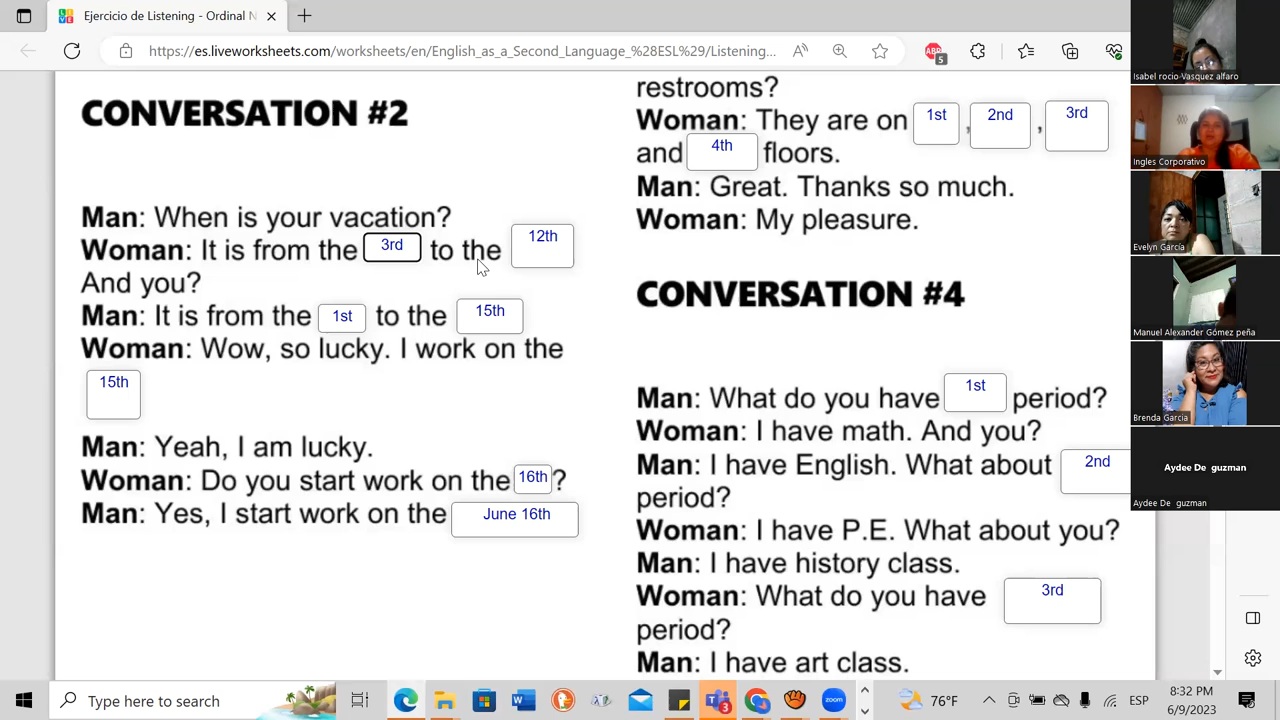 Ejercicio de Listening - Ordinal N
https://es.liveworksheets.com/worksheets/en/English_as_a_Second_Language_%28ESL%29/Listening...
5
CONVERSATION #2
Man: When is your vacation?
Woman: It is from the 3rd to the 12th
And you?
Man: It is from the 1st to the 15th
Woman: Wow, so lucky. I work on the
15th
Man: Yeah, I am lucky.
Woman: Do you start work on the 16th ?
Man: Yes, I start work on the June 16th
restrooms?
Woman: They are on 1st , 2nd , 3rd
and 4th floors.
Man: Great. Thanks so much.
Woman: My pleasure.
CONVERSATION #4
Man: What do you have 1st period?
Woman: I have math. And you?
Man: I have English. What about 2nd
period?
Woman: I have P.E. What about you?
Man: I have history class.
Woman: What do you have 3rd
period?
Man: I have art class.
Isabel rocio Vasquez alfaro
Ingles Corporativo
Evelyn García
Manuel Alexander Gómez peña
Brenda Garcia
Aydee De guzman
Aydee De guzman
Type here to search
3
zoom
76°F
ESP
8:32 PM
6/9/2023